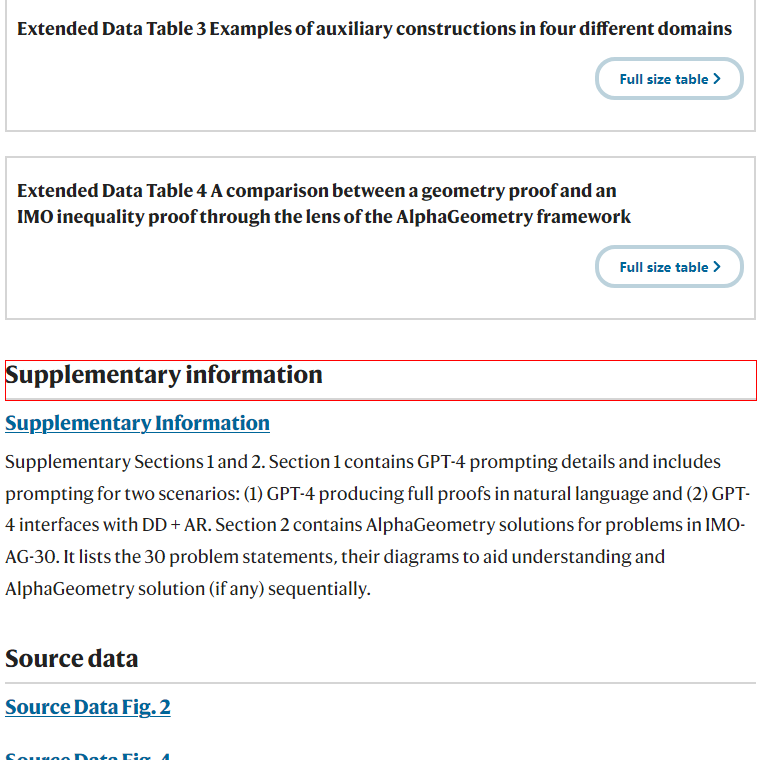 Extended Data Table 3 Examples of auxiliary constructions in four different domains
Full size table
Extended Data Table 4 A comparison between a geometry proof and an
IMO inequality proof through the lens of the AlphaGeometry framework
Full size table
Supplementary information
Supplementary Information
Supplementary Sections 1 and 2. Section 1 contains GPT-4 prompting details and includes
prompting for two scenarios: (1) GPT-4 producing full proofs in natural language and (2) GPT-
4 interfaces with DD + AR. Section 2 contains AlphaGeometry solutions for problems in IMO-
AG-30. It lists the 30 problem statements, their diagrams to aid understanding and
AlphaGeometry solution (if any) sequentially.
Source data
Source Data Fig. 2
Source Data Fig. 4